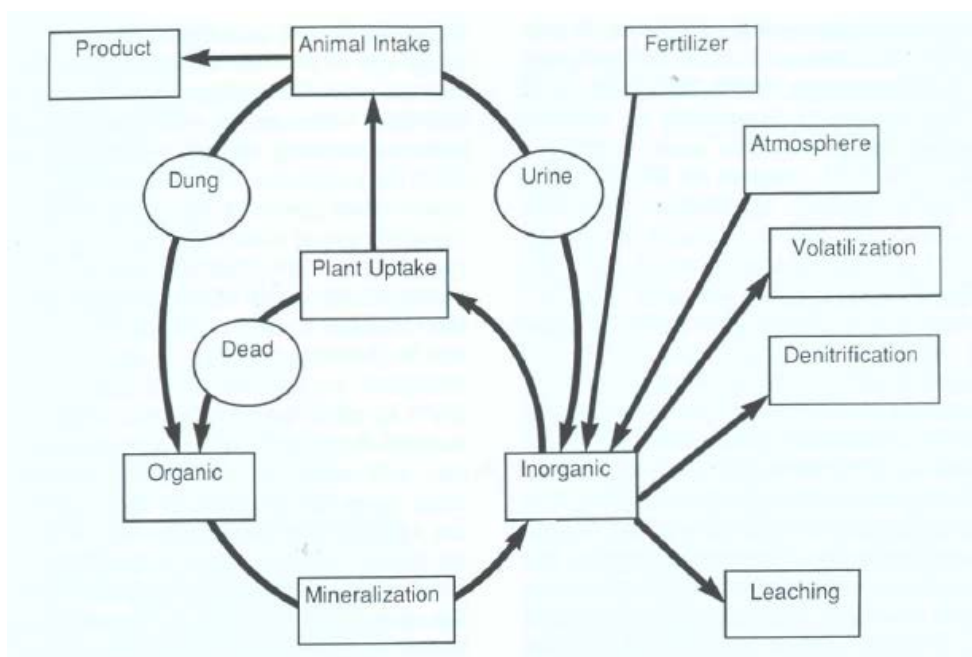 Product
Animal Intake
Fertilizer
Atmosphere
Dung
Urine
Volatilization
Plant Uptake
Dead
Denitrification
Organic
Inorganic
Mineralization
Leaching